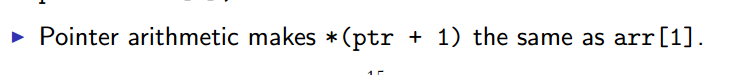 ▶ Pointer arithmetic makes *(ptr + 1) the same as arr[1].